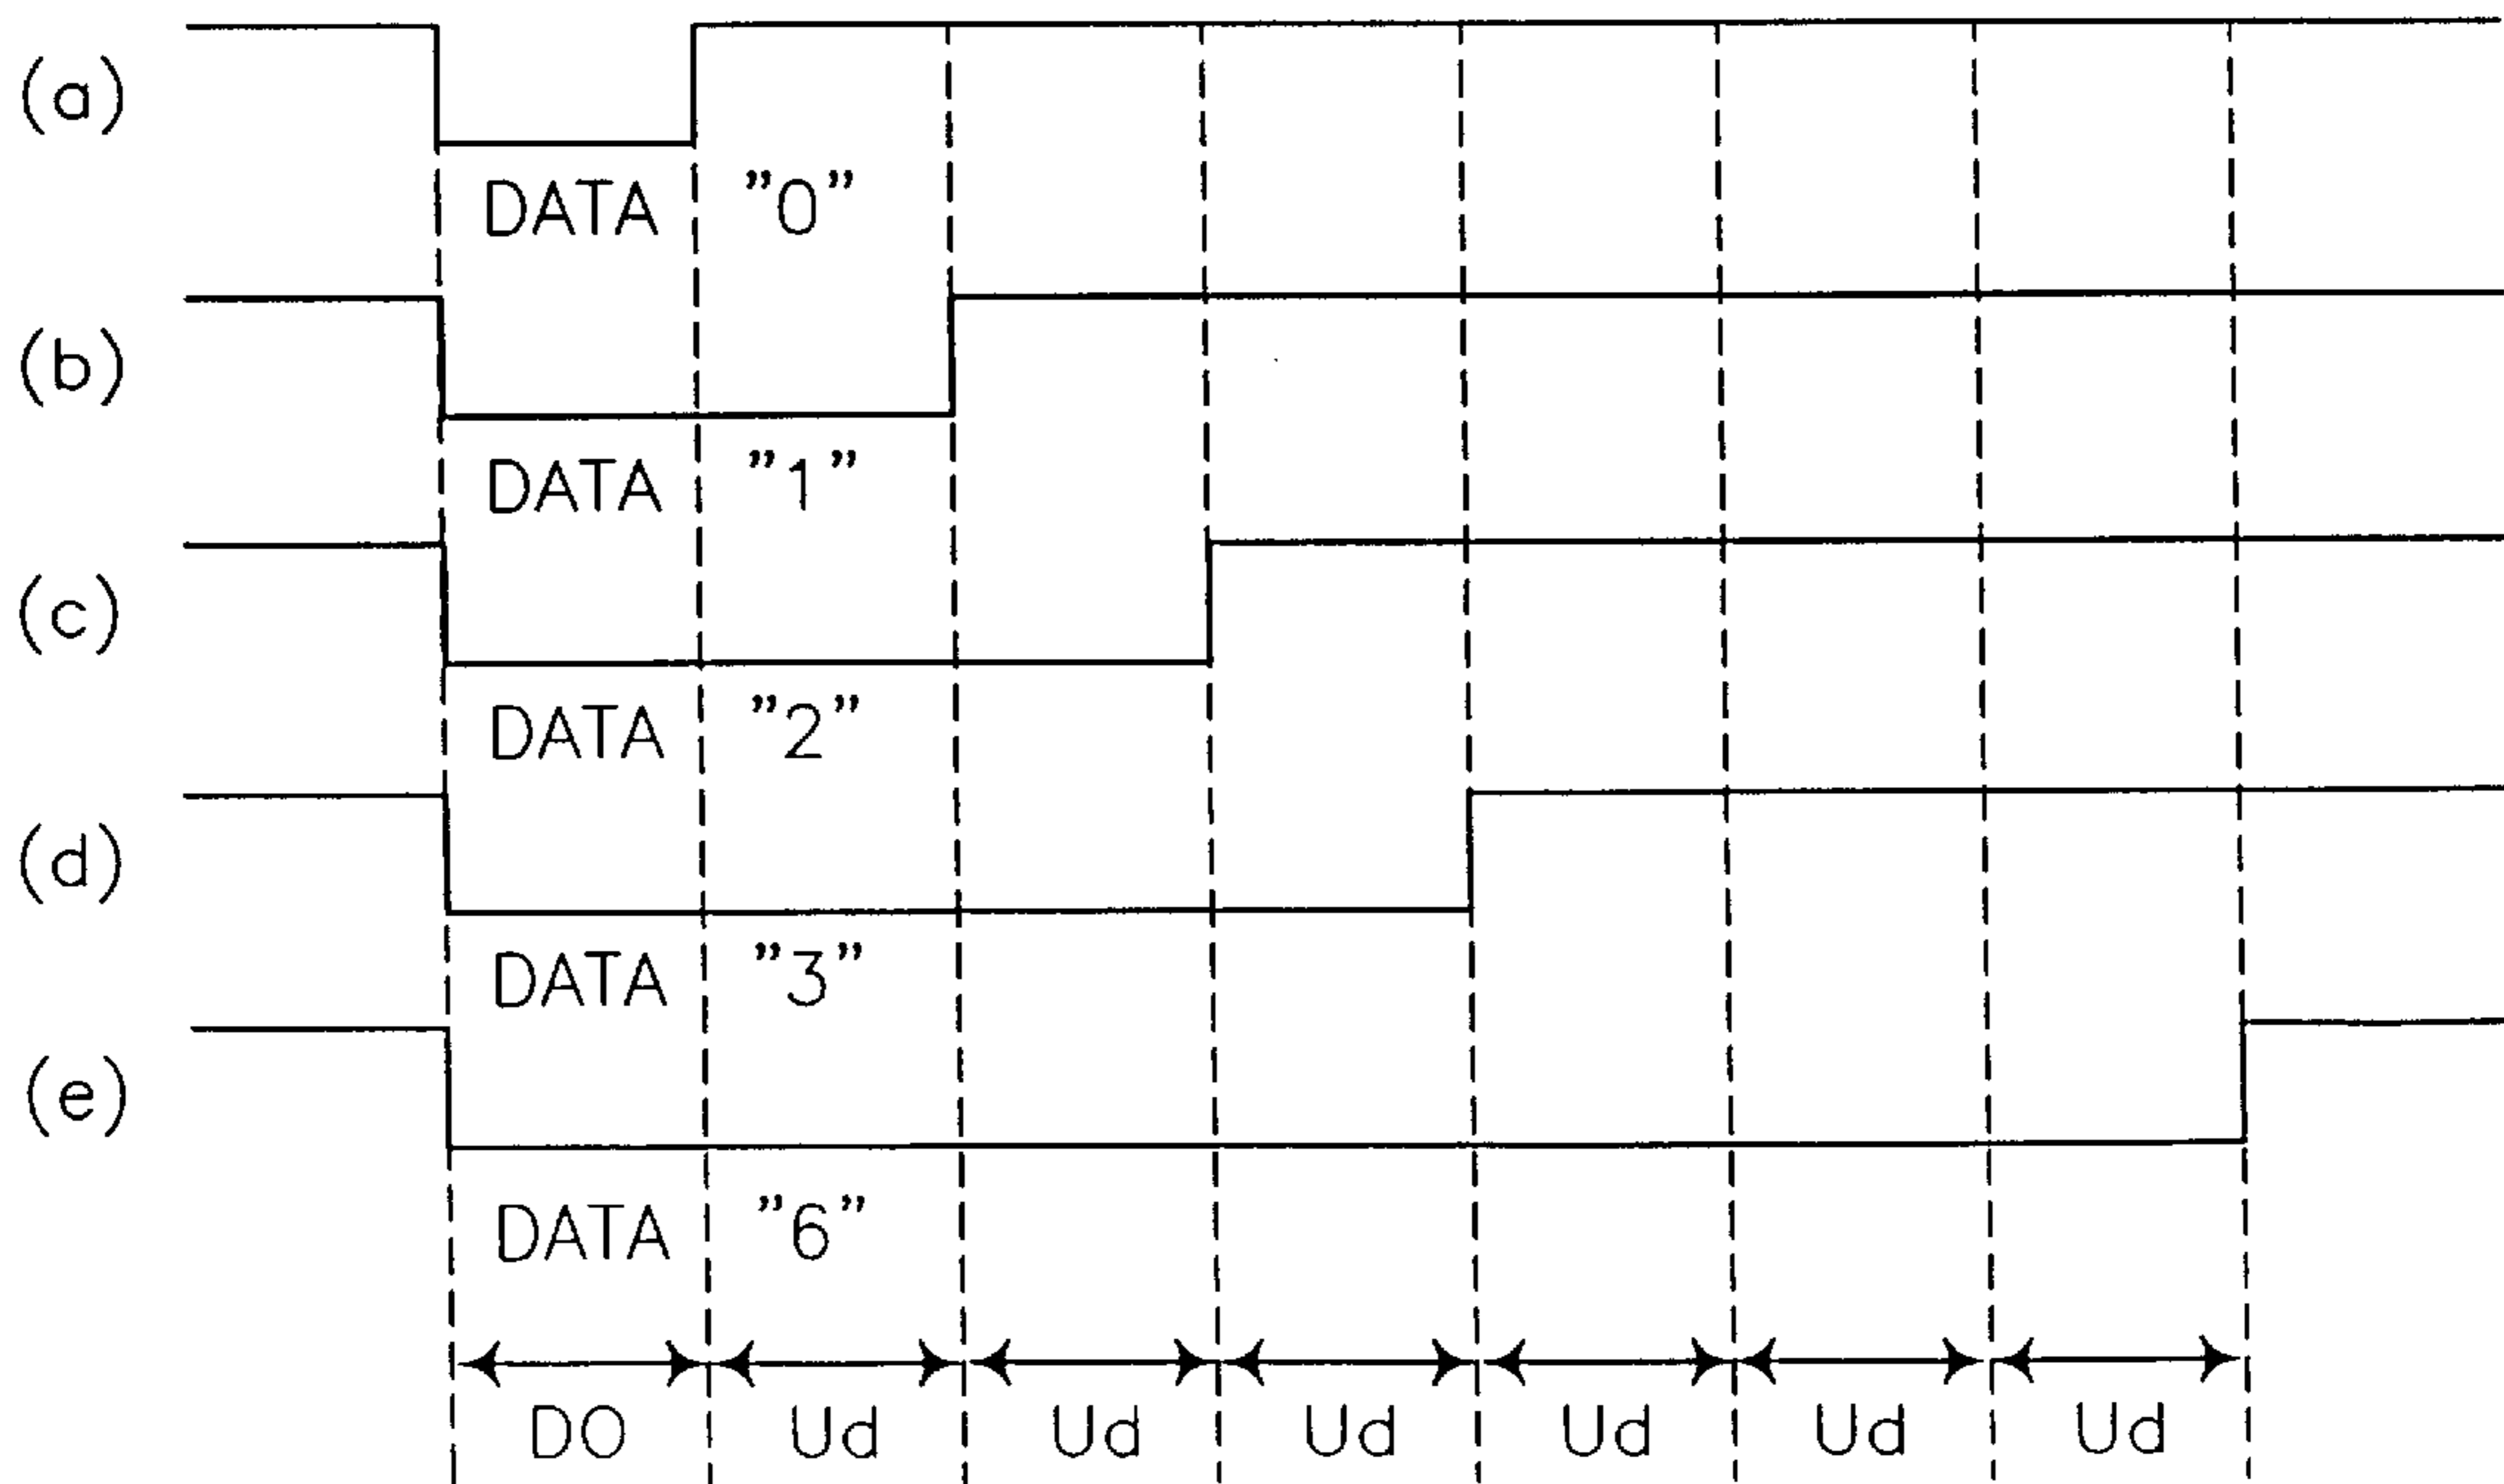 (a)
DATA "0"
(b)
DATA "1"
(c)
DATA "2"
(d)
DATA "3"
(e)
DATA "6"
DO Ud Ud Ud Ud Ud Ud